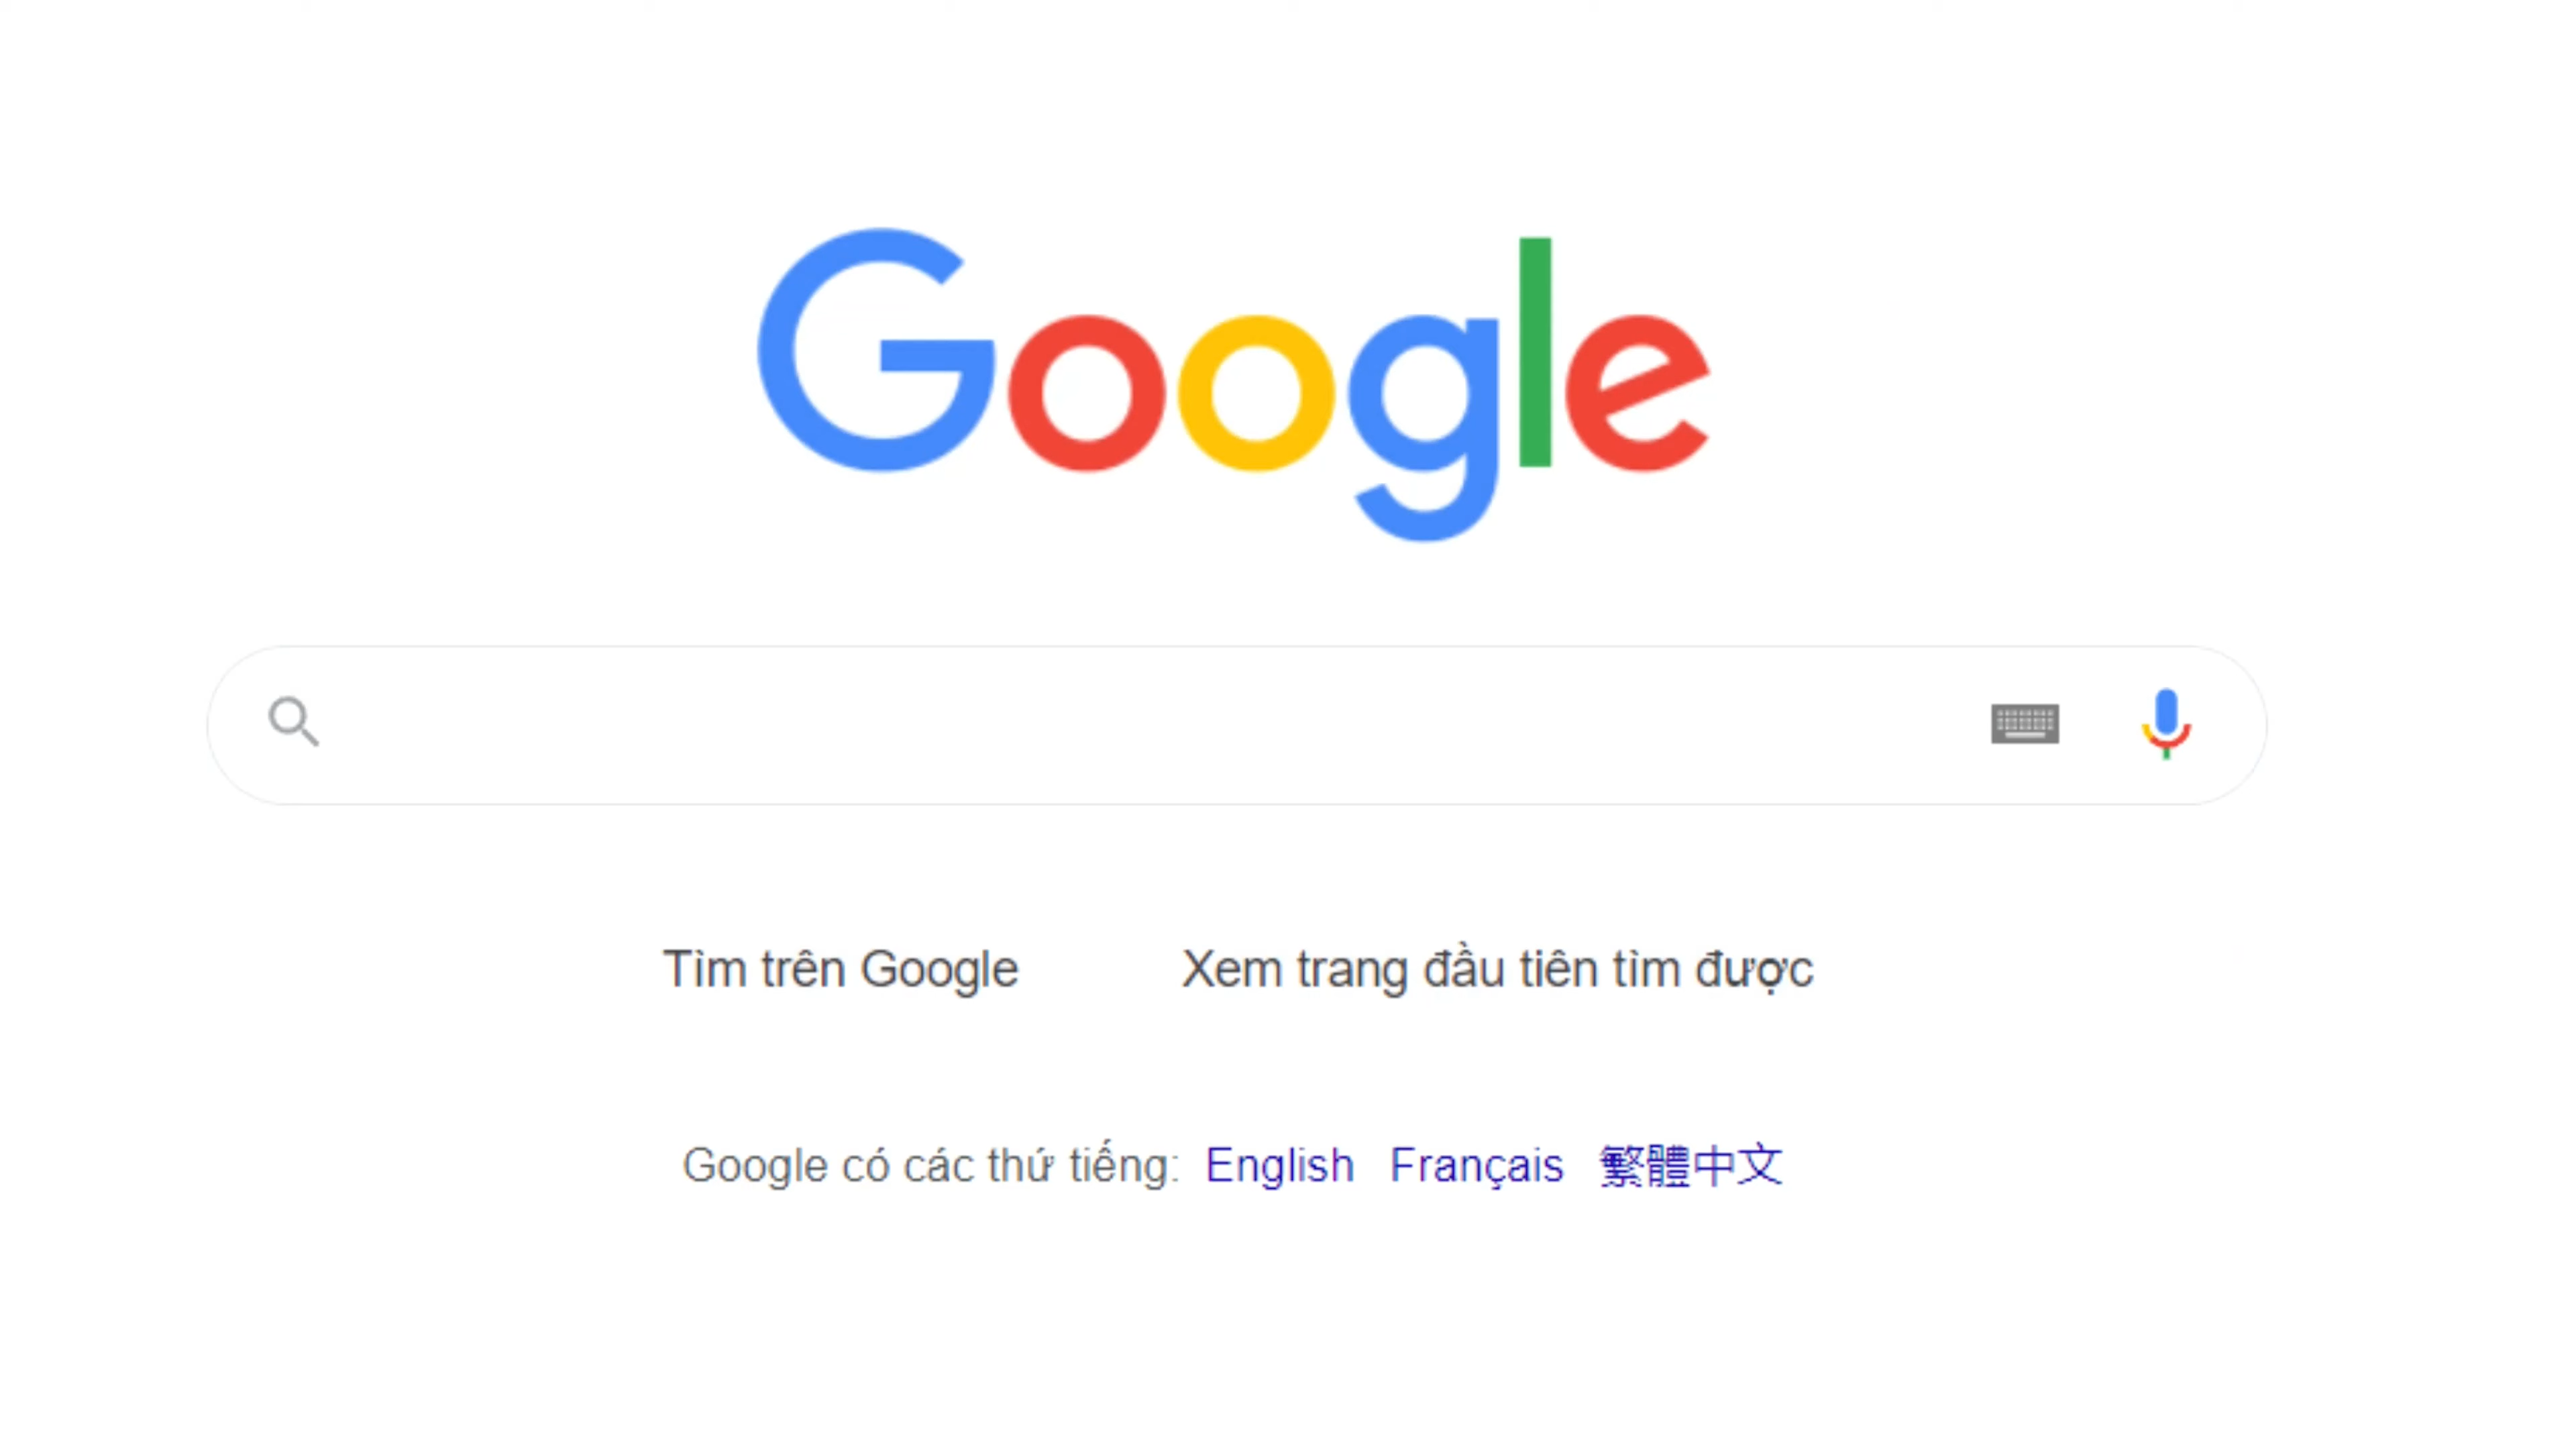 Google
Tìm trên Google Xem trang đầu tiên tìm được
Google có các thứ tiếng: English Français 繁體中文